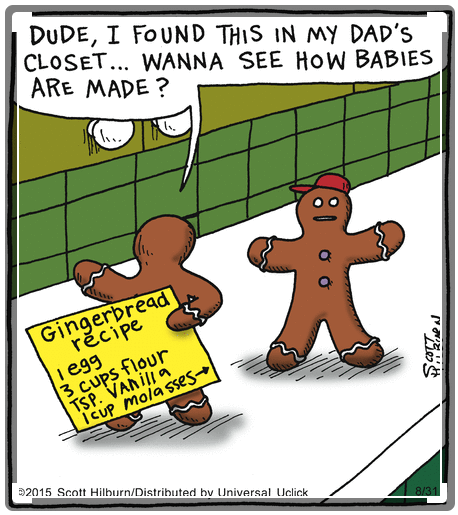 DUDE, I FOUND THIS IN MY DAD'S
CLOSET... WANNA SEE HOW BABIES
ARE MADE?
Gingerbread
recipe
1 egg
3 cups flour
Tsp. Vanilla
1 cup molasses→
SCOTT
HILBURN
©2015 Scott Hilburn/Distributed by Universal Uclick
8/31